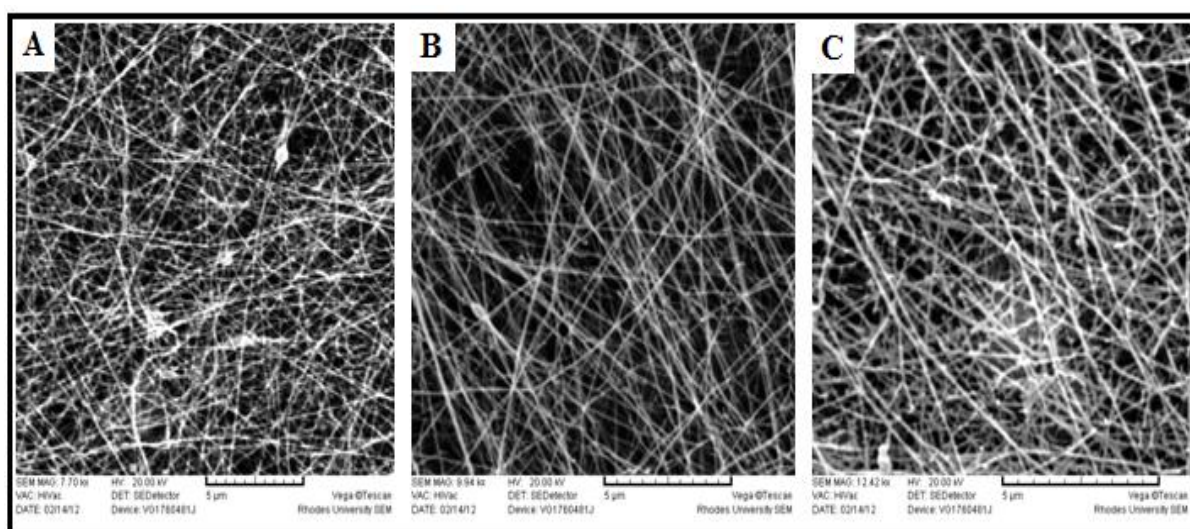 A
B
C
SEM MAG: 7.70 kx HV: 20.00 kV
VAC: HiVac DET: SEDetector 5 µm Vega ©Tescan
DATE: 02/14/12 Device: V01760481J Rhodes University SEM
SEM MAG: 9.94 kx HV: 20.00 kV
VAC: HiVac DET: SEDetector 5 µm Vega ©Tescan
DATE: 02/14/12 Device: V01760481J Rhodes University SEM
SEM MAG: 12.42 kx HV: 20.00 kV
VAC: HiVac DET: SEDetector 5 µm Vega ©Tescan
DATE: 02/14/12 Device: V01760481J Rhodes University SEM